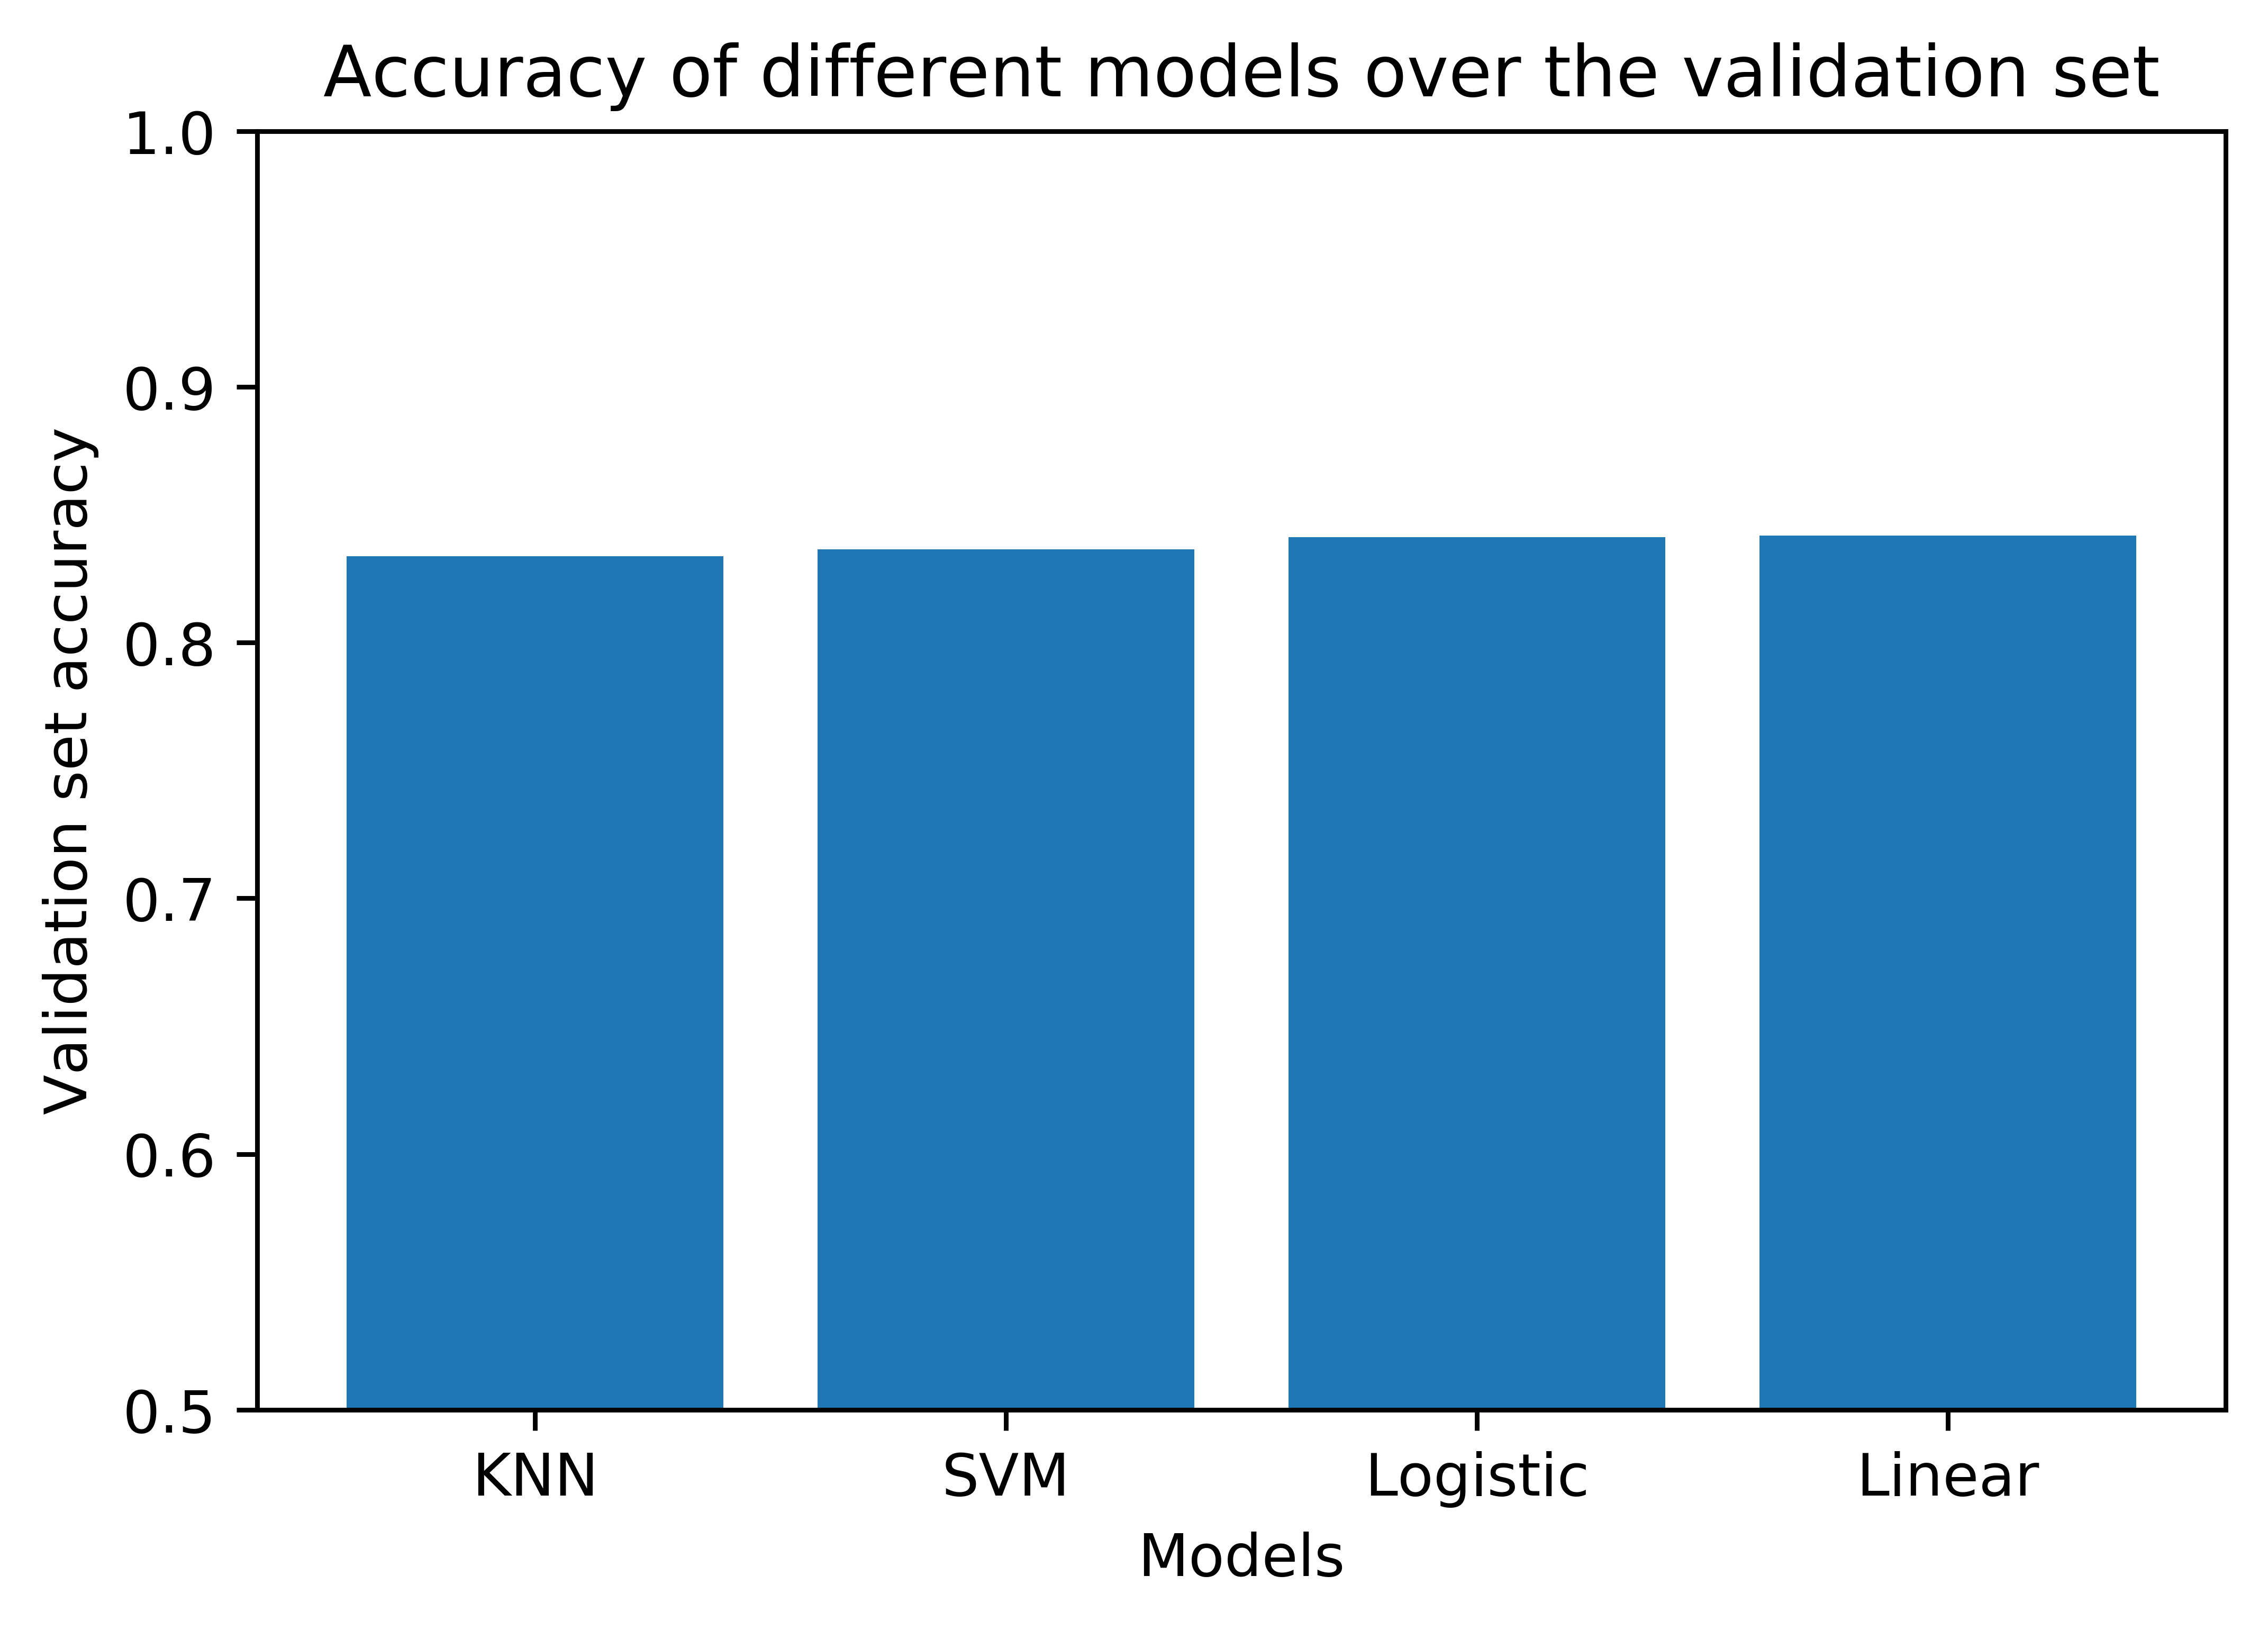 Accuracy of different models over the validation set
1.0
0.9
0.8
0.7
0.6
0.5
Validation set accuracy
KNN
SVM
Logistic
Linear
Models